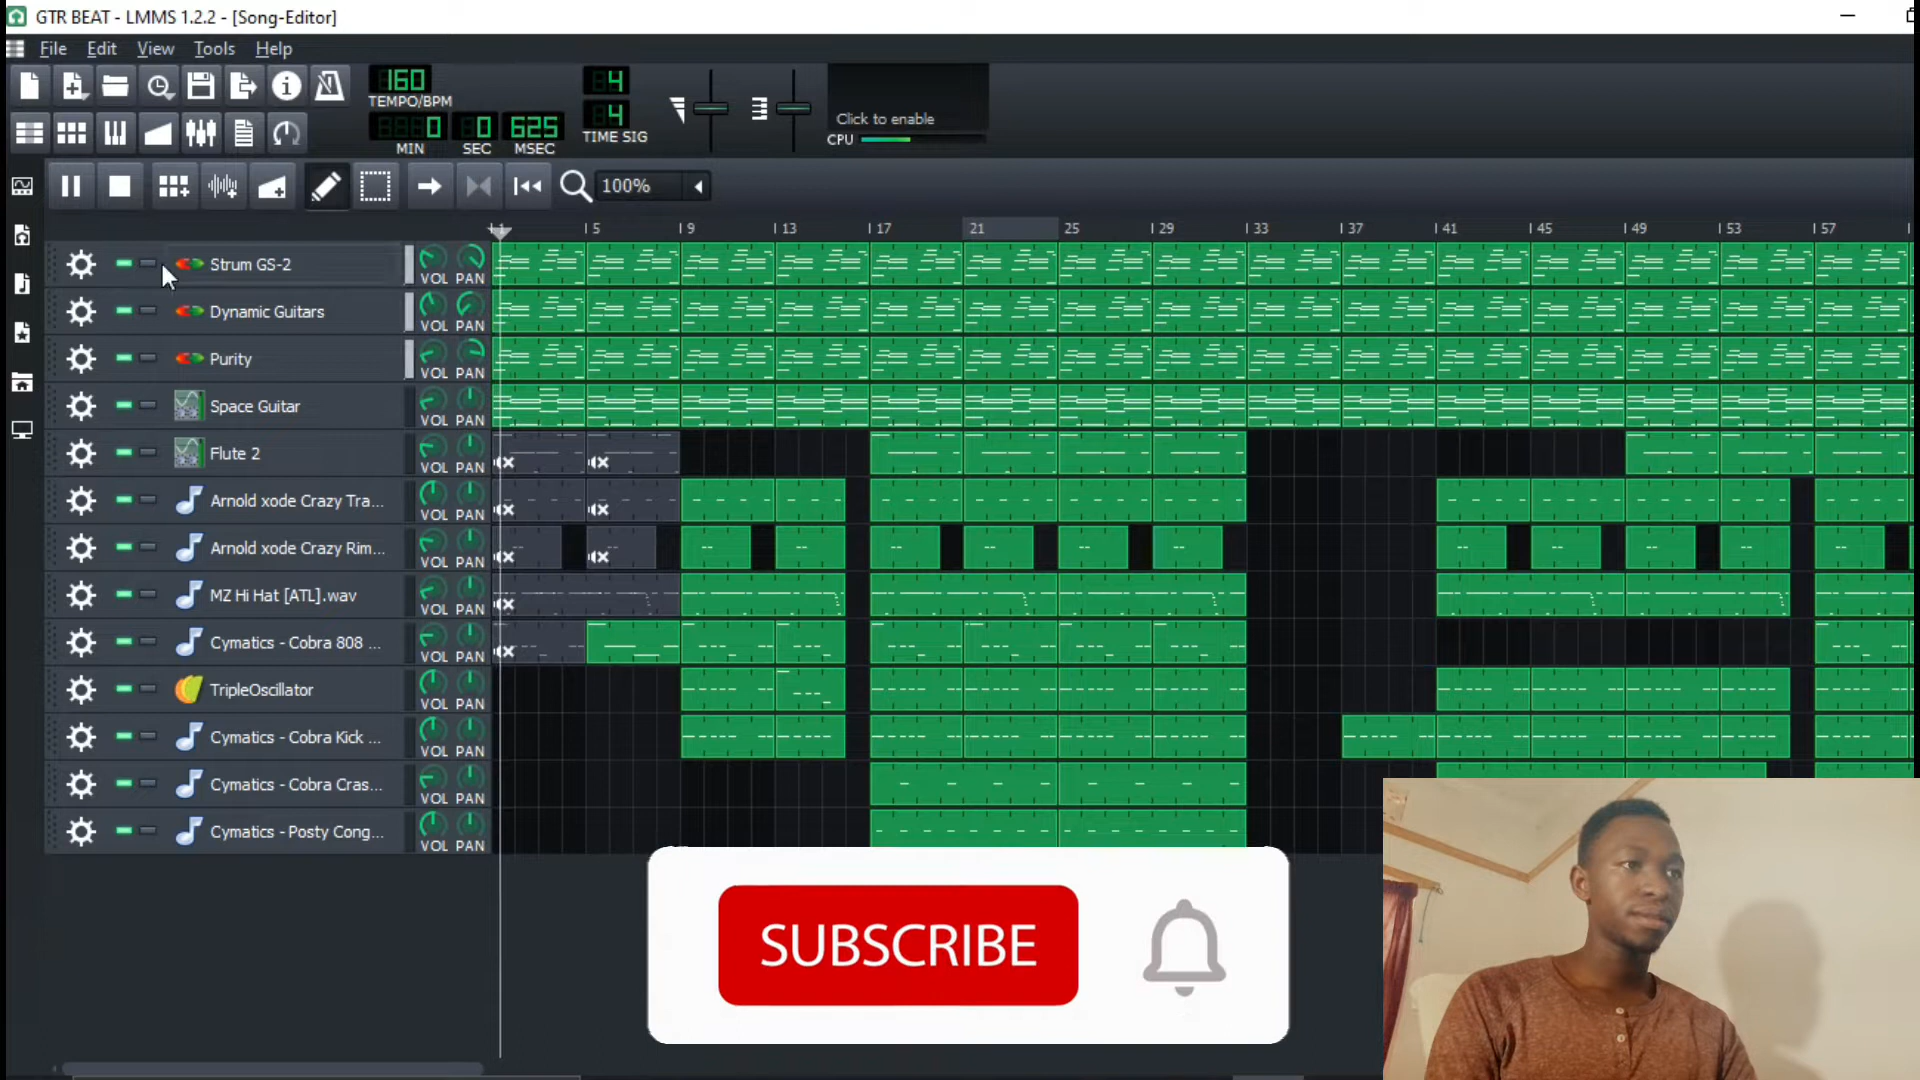 GTR BEAT - LMMS 1.2.2 - [Song-Editor]
File Edit View Tools Help
160
TEMPO/BPM
0 0 625
MIN SEC MSEC
4
4
TIME SIG
Click to enable
CPU
100%
1 5 9 13 17 21 25 29 33 37 41 45 49 53 57
Strum GS-2 VOL PAN
Dynamic Guitars VOL PAN
Purity VOL PAN
Space Guitar VOL PAN
Flute 2 VOL PAN
Arnold xode Crazy Tra... VOL PAN
Arnold xode Crazy Rim... VOL PAN
MZ Hi Hat [ATL].wav VOL PAN
Cymatics - Cobra 808 ... VOL PAN
TripleOscillator VOL PAN
Cymatics - Cobra Kick ... VOL PAN
Cymatics - Cobra Cras... VOL PAN
Cymatics - Posty Cong... VOL PAN
SUBSCRIBE